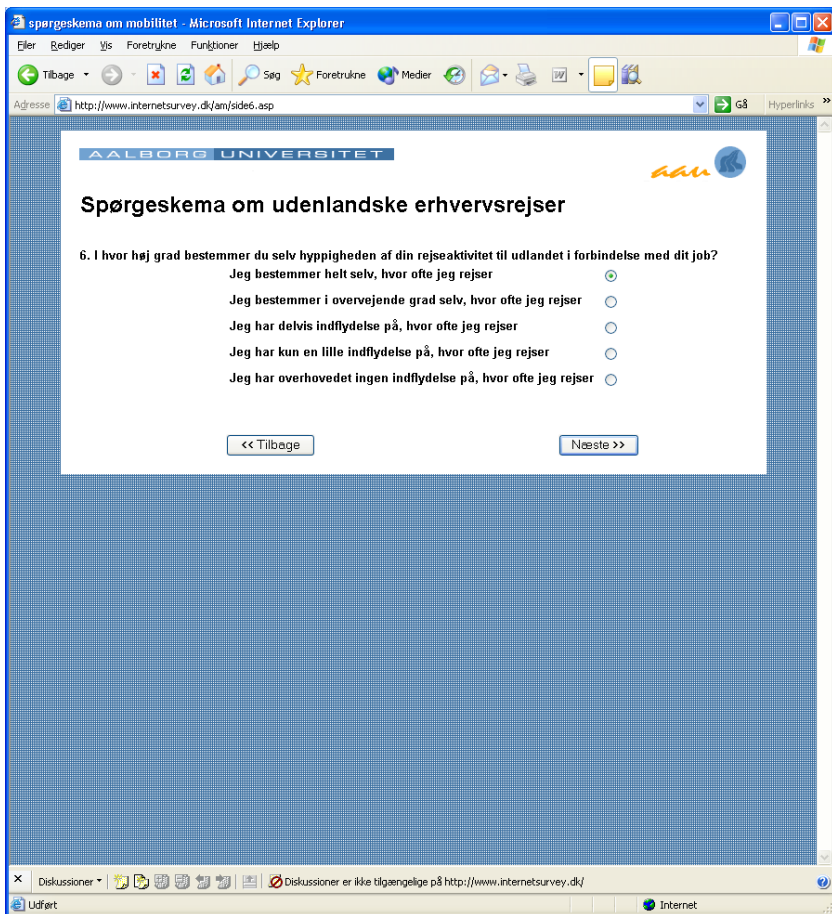 spørgeskema om mobilitet - Microsoft Internet Explorer
Filer Rediger Vis Foretrukne Funktioner Hjælp
Tilbage Søg Foretrukne Medier
Adresse http://www.internetsurvey.dk/am/side6.asp Gå Hyperlinks »
AALBORG UNIVERSITET
aau
Spørgeskema om udenlandske erhvervsrejser
6. I hvor høj grad bestemmer du selv hyppigheden af din rejseaktivitet til udlandet i forbindelse med dit job?
Jeg bestemmer helt selv, hvor ofte jeg rejser
Jeg bestemmer i overvejende grad selv, hvor ofte jeg rejser
Jeg har delvis indflydelse på, hvor ofte jeg rejser
Jeg har kun en lille indflydelse på, hvor ofte jeg rejser
Jeg har overhovedet ingen indflydelse på, hvor ofte jeg rejser
<< Tilbage Næste >>
Diskussioner Diskussioner er ikke tilgængelige på http://www.internetsurvey.dk/
Udført Internet